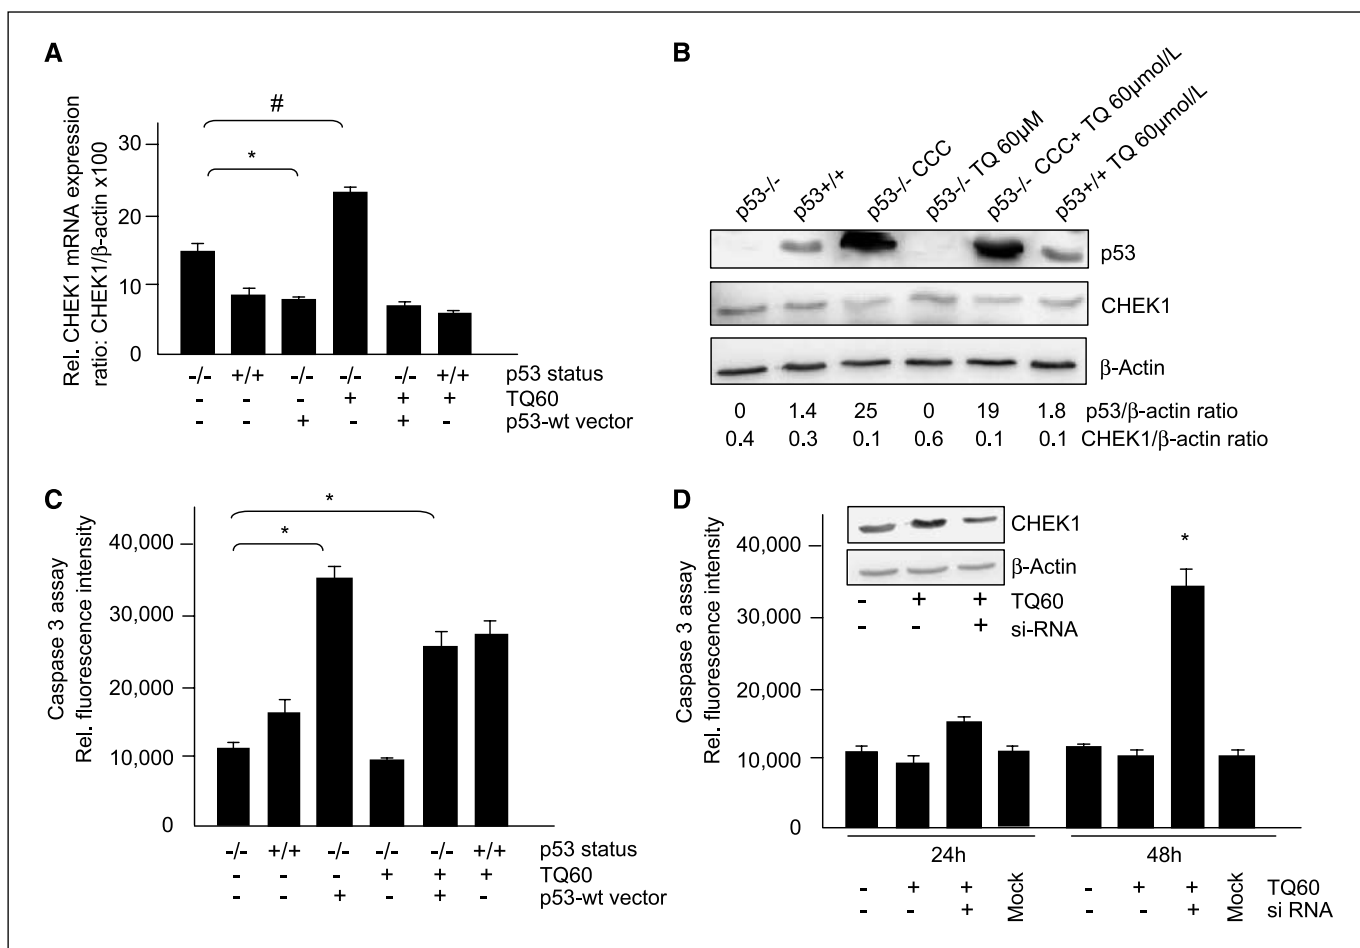 A
#
*
Rel. CHEK1 mRNA expression
ratio: CHEK1/β-actin x100
30
20
10
0
-/- +/+ -/- -/- -/- +/+ p53 status
- - - + + + TQ60
- - + - + - p53-wt vector
B
p53-/-
p53+/+
p53-/- CCC
p53-/- TQ 60µM
p53-/- CCC+ TQ 60µmol/L
p53+/+ TQ 60µmol/L
p53
CHEK1
β-Actin
0 1.4 25 0 19 1.8 p53/β-actin ratio
0.4 0.3 0.1 0.6 0.1 0.1 CHEK1/β-actin ratio
C
*
*
Caspase 3 assay
Rel. fluorescence intensity
40,000
30,000
20,000
10,000
0
-/- +/+ -/- -/- -/- +/+ p53 status
- - - + + + TQ60
- - + - + - p53-wt vector
D
Caspase 3 assay
Rel. fluorescence intensity
40,000
30,000
20,000
10,000
0
CHEK1
β-Actin
- + + TQ60
- - + si-RNA
*
24h 48h
- + + Mock - + + Mock TQ60
- - + - - + si RNA